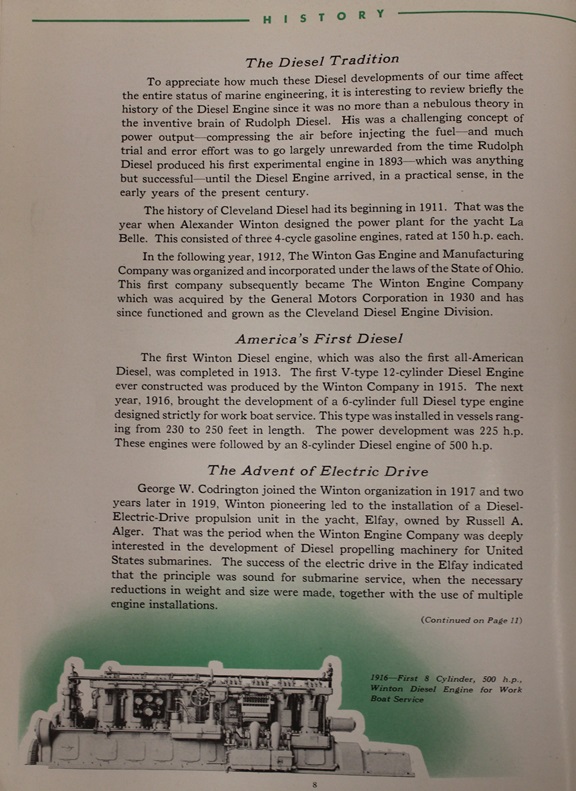 HISTORY
The Diesel Tradition
To appreciate how much these Diesel developments of our time affect
the entire status of marine engineering, it is interesting to review briefly the
history of the Diesel Engine since it was no more than a nebulous theory in
the inventive brain of Rudolph Diesel. His was a challenging concept of
power output—compressing the air before injecting the fuel—and much
trial and error effort was to go largely unrewarded from the time Rudolph
Diesel produced his first experimental engine in 1893—which was anything
but successful—until the Diesel Engine arrived, in a practical sense, in the
early years of the present century.
The history of Cleveland Diesel had its beginning in 1911. That was the
year when Alexander Winton designed the power plant for the yacht La
Belle. This consisted of three 4-cycle gasoline engines, rated at 150 h.p. each.
In the following year, 1912, The Winton Gas Engine and Manufacturing
Company was organized and incorporated under the laws of the State of Ohio.
This first company subsequently became The Winton Engine Company
which was acquired by the General Motors Corporation in 1930 and has
since functioned and grown as the Cleveland Diesel Engine Division.
America's First Diesel
The first Winton Diesel engine, which was also the first all-American
Diesel, was completed in 1913. The first V-type 12-cylinder Diesel Engine
ever constructed was produced by the Winton Company in 1915. The next
year, 1916, brought the development of a 6-cylinder full Diesel type engine
designed strictly for work boat service. This type was installed in vessels rang-
ing from 230 to 250 feet in length. The power development was 225 h.p.
These engines were followed by an 8-cylinder Diesel engine of 500 h.p.
The Advent of Electric Drive
George W. Codrington joined the Winton organization in 1917 and two
years later in 1919, Winton pioneering led to the installation of a Diesel-
Electric-Drive propulsion unit in the yacht, Elfay, owned by Russell A.
Alger. That was the period when the Winton Engine Company was deeply
interested in the development of Diesel propelling machinery for United
States submarines. The success of the electric drive in the Elfay indicated
that the principle was sound for submarine service, when the necessary
reductions in weight and size were made, together with the use of multiple
engine installations.
(Continued on Page 11)
1916—First 8 Cylinder, 500 h.p.,
Winton Diesel Engine for Work
Boat Service
8